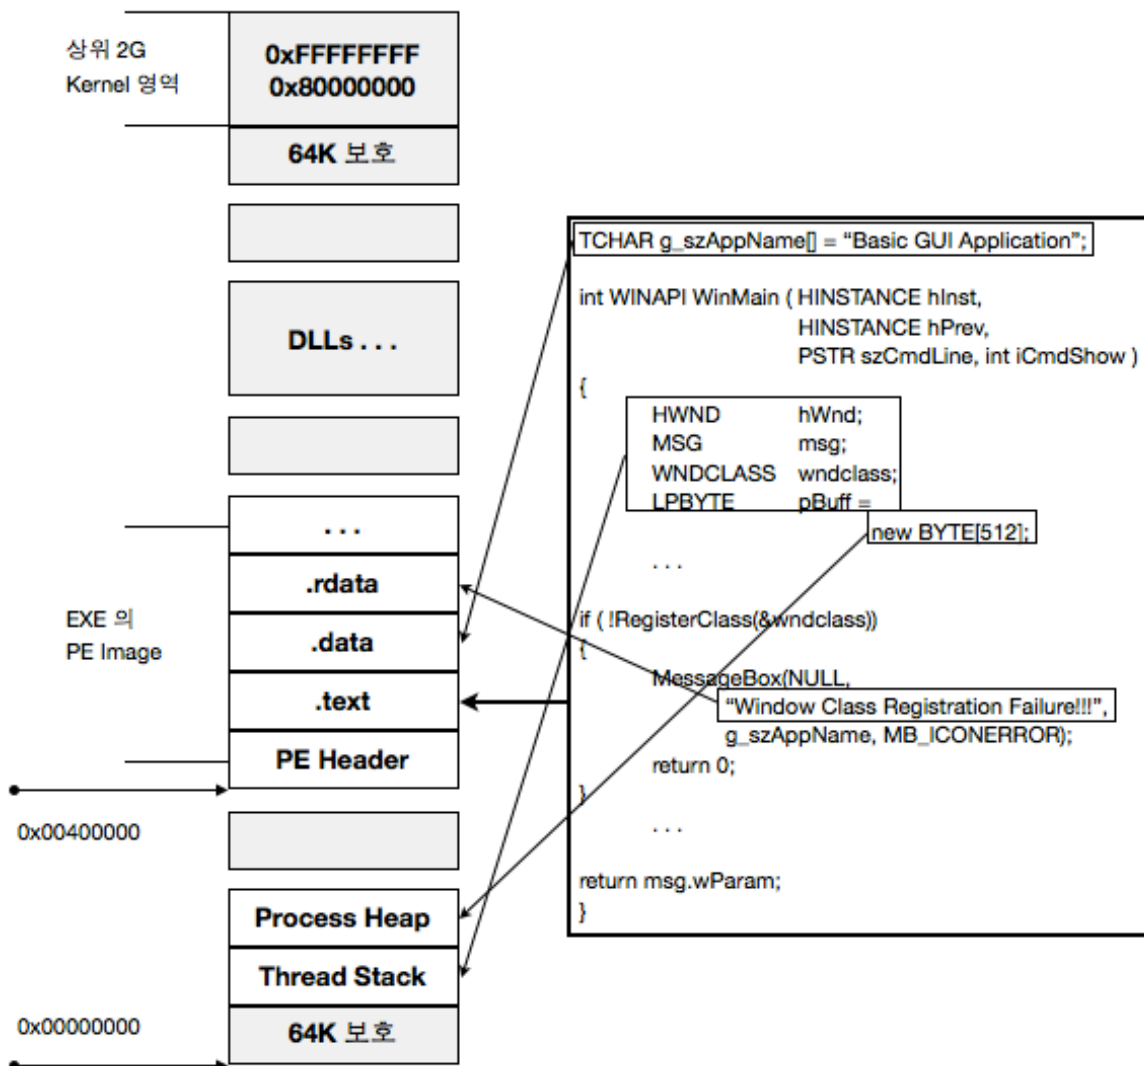 상위 2G
Kernel 영역
0xFFFFFFFF
0x80000000
64K 보호
DLLs . . .
. . .
.rdata
EXE 의
PE Image
.data
.text
PE Header
0x00400000
Process Heap
Thread Stack
0x00000000
64K 보호
TCHAR g_szAppName[] = “Basic GUI Application”;
int WINAPI WinMain ( HINSTANCE hInst,
HINSTANCE hPrev,
PSTR szCmdLine, int iCmdShow )
{
HWND hWnd;
MSG msg;
WNDCLASS wndclass;
LPBYTE pBuff =
new BYTE[512];
. . .
if ( !RegisterClass(&wndclass))
{
MessageBox(NULL,
“Window Class Registration Failure!!!”,
g_szAppName, MB_ICONERROR);
return 0;
}
. . .
return msg.wParam;
}